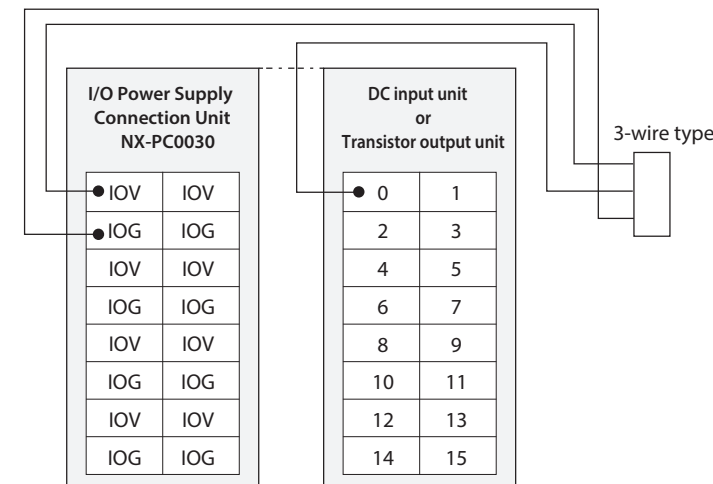 I/O Power Supply
Connection Unit
NX-PC0030
DC input unit
or
Transistor output unit
3-wire type
IOV IOV
IOG IOG
IOV IOV
IOG IOG
IOV IOV
IOG IOG
IOV IOV
IOG IOG
0 1
2 3
4 5
6 7
8 9
10 11
12 13
14 15